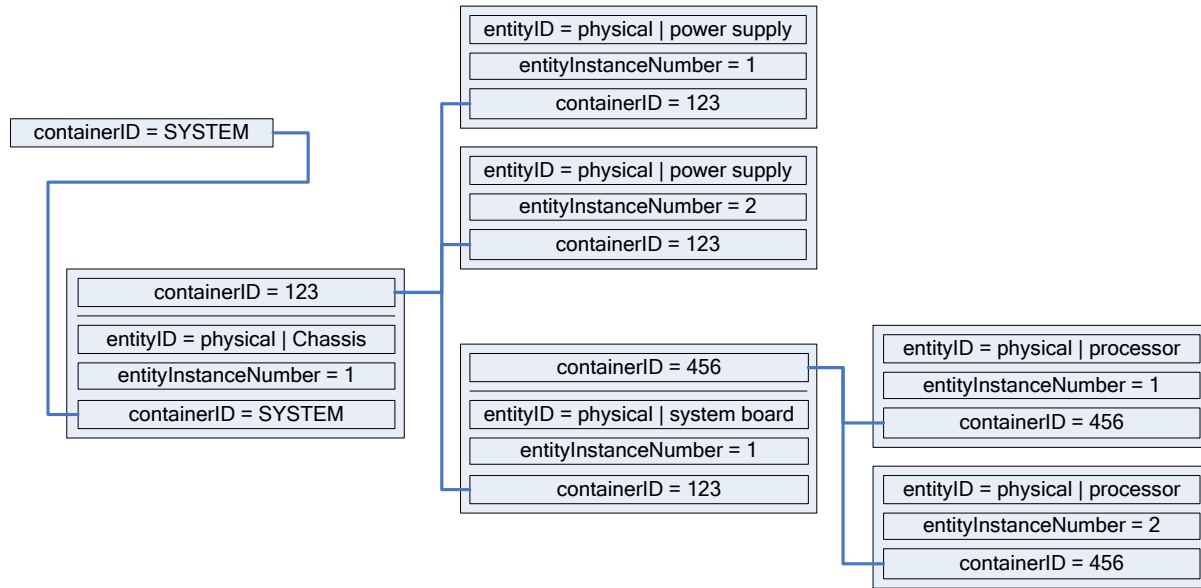 containerID = SYSTEM
containerID = 123
entityID = physical | Chassis
entityInstanceNumber = 1
containerID = SYSTEM
entityID = physical | power supply
entityInstanceNumber = 1
containerID = 123
entityID = physical | power supply
entityInstanceNumber = 2
containerID = 123
containerID = 456
entityID = physical | system board
entityInstanceNumber = 1
containerID = 123
entityID = physical | processor
entityInstanceNumber = 1
containerID = 456
entityID = physical | processor
entityInstanceNumber = 2
containerID = 456